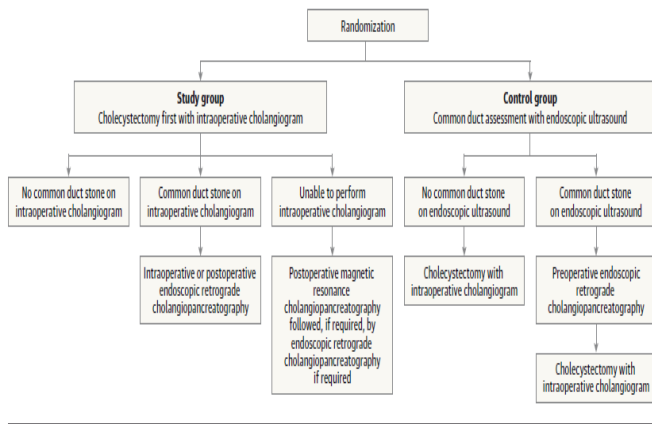 Randomization
Study group
Cholecystectomy first with intraoperative cholangiogram
Control group
Common duct assessment with endoscopic ultrasound
No common duct stone on
intraoperative cholangiogram
Common duct stone on
intraoperative cholangiogram
Unable to perform
intraoperative cholangiogram
No common duct stone
on endoscopic ultrasound
Common duct stone
on endoscopic ultrasound
Intraoperative or postoperative
endoscopic retrograde
cholangiopancreatography
Postoperative magnetic
resonance
cholangiopancreatography
followed, if required, by
endoscopic retrograde
cholangiopancreatography
if required
Cholecystectomy with
intraoperative cholangiogram
Preoperative endoscopic
retrograde
cholangiopancreatography
Cholecystectomy with
intraoperative cholangiogram